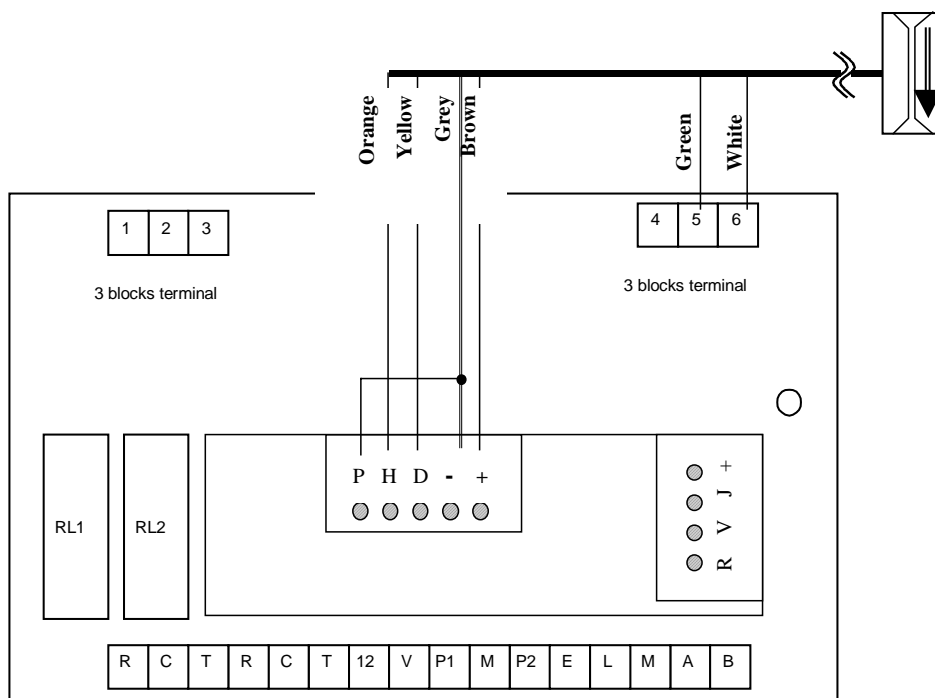 Orange
Yellow
Grey
Brown
Green
White
1 2 3
4 5 6
3 blocks terminal
3 blocks terminal
P H D - +
+
J
V
R
RL1
RL2
R C T R C T 12 V P1 M P2 E L M A B